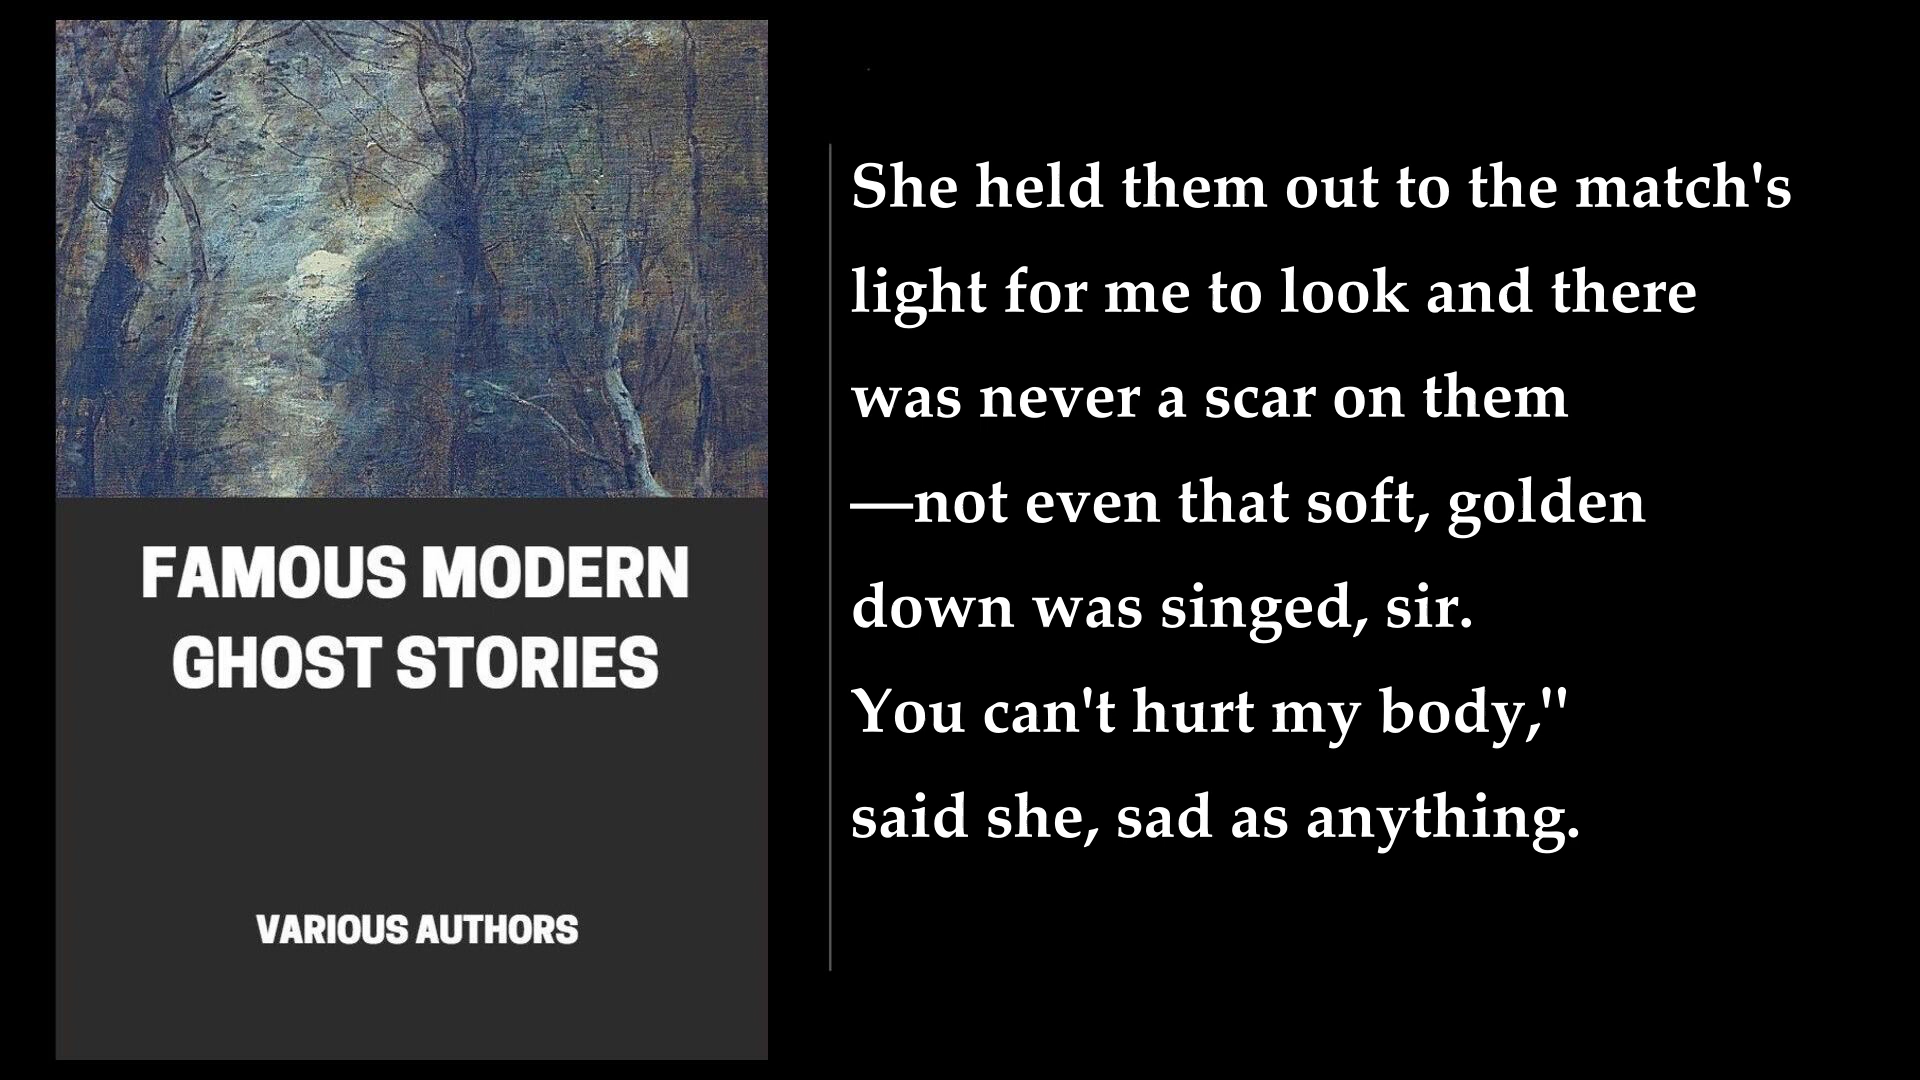 FAMOUS MODERN
GHOST STORIES
VARIOUS AUTHORS
She held them out to the match's
light for me to look and there
was never a scar on them
—not even that soft, golden
down was singed, sir.
You can't hurt my body,"
said she, sad as anything.